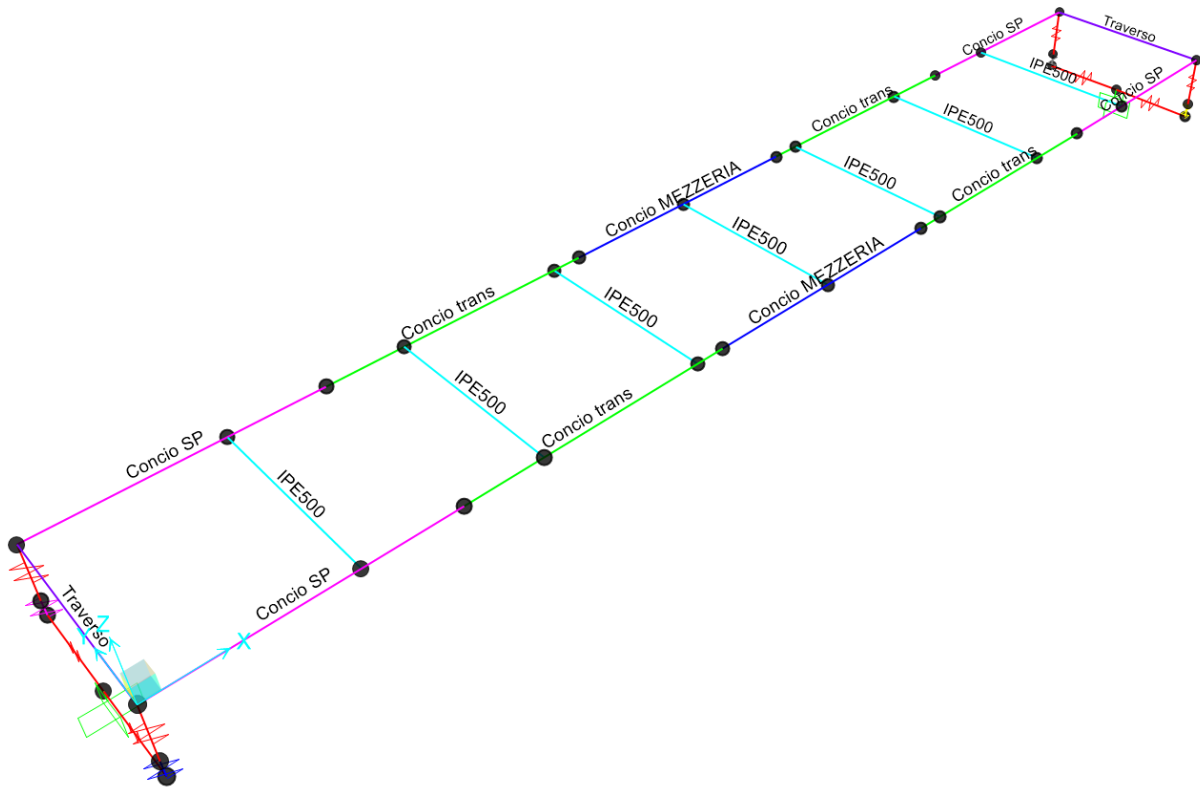 Concio SP
Traverso
IPE500
Concio SP
Concio trans
IPE500
Concio trans
IPE500
Concio MEZZERIA
IPE500
Concio MEZZERIA
Concio trans
IPE500
Concio trans
IPE500
Concio SP
IPE500
Concio SP
Traverso
Y
Z
X